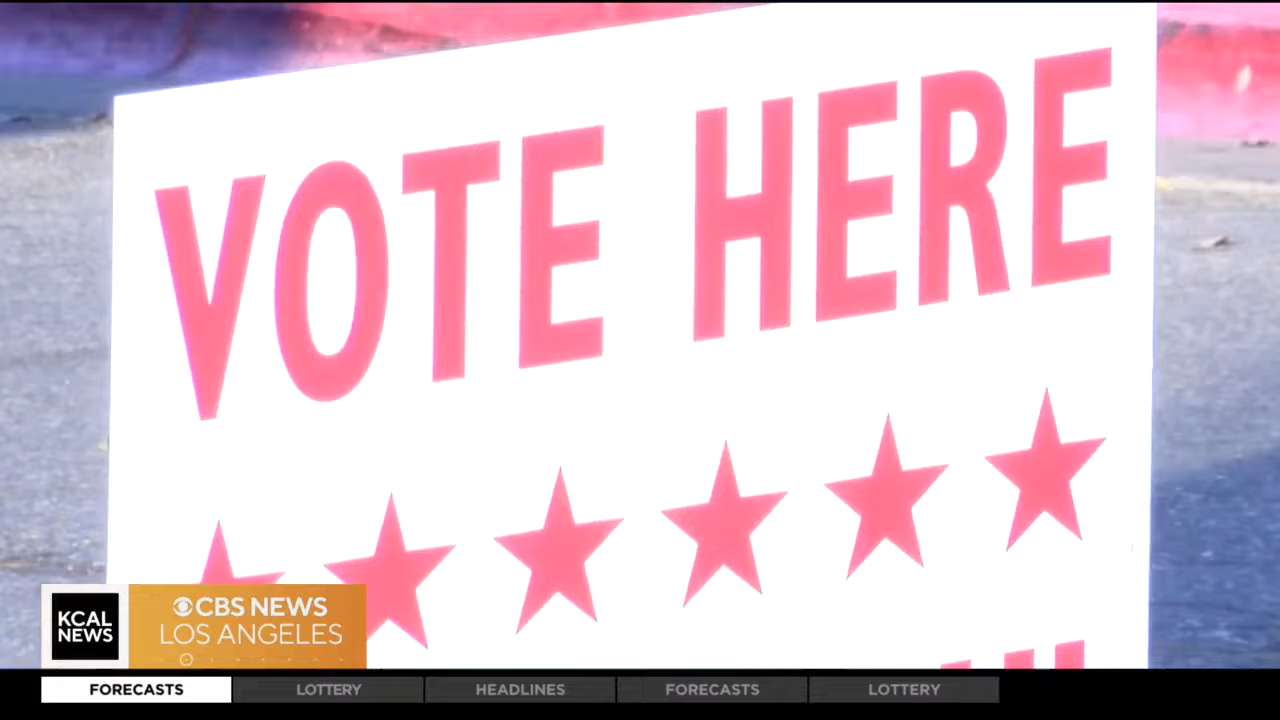 VOTE HERE
KCAL
NEWS
CBS NEWS
LOS ANGELES
FORECASTS
LOTTERY
HEADLINES
FORECASTS
LOTTERY